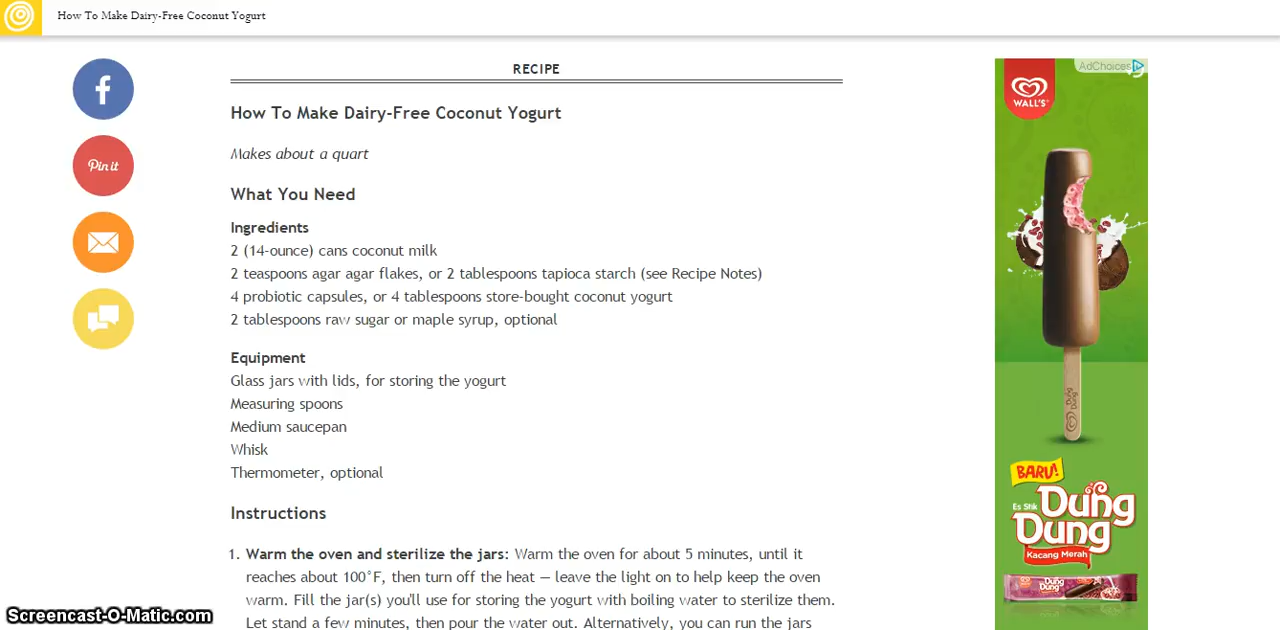 How To Make Dairy-Free Coconut Yogurt
RECIPE
How To Make Dairy-Free Coconut Yogurt
Makes about a quart
What You Need
Ingredients
2 (14-ounce) cans coconut milk
2 teaspoons agar agar flakes, or 2 tablespoons tapioca starch (see Recipe Notes)
4 probiotic capsules, or 4 tablespoons store-bought coconut yogurt
2 tablespoons raw sugar or maple syrup, optional
Equipment
Glass jars with lids, for storing the yogurt
Measuring spoons
Medium saucepan
Whisk
Thermometer, optional
Instructions
1. Warm the oven and sterilize the jars: Warm the oven for about 5 minutes, until it
reaches about 100°F, then turn off the heat — leave the light on to help keep the oven
warm. Fill the jar(s) you'll use for storing the yogurt with boiling water to sterilize them.
Let stand a few minutes, then pour the water out. Alternatively, you can run the jars
Pin it
AdChoices
WALL'S
Dung
Dung
BARU!
Es Stik
Dung
Dung
Kacang Merah
Dung
Dung
Screencast-O-Matic.com